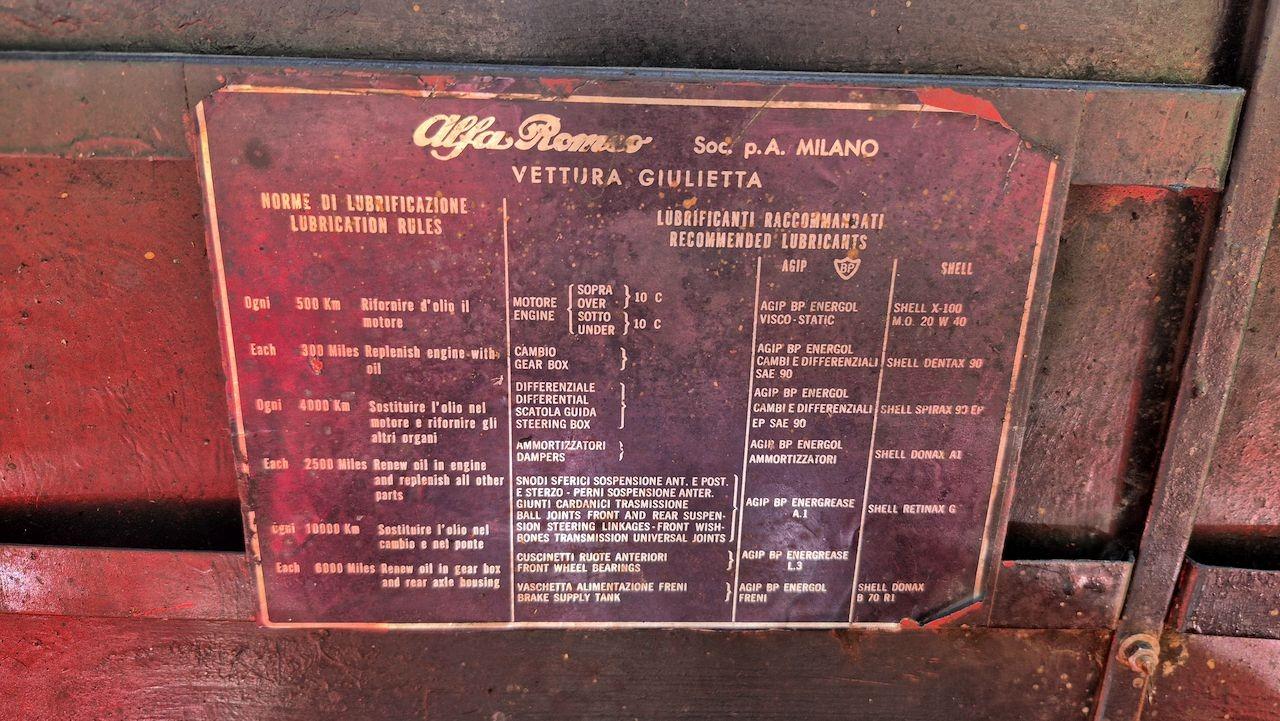 Alfa Romeo Soc. p.A. MILANO
VETTURA GIULIETTA
NORME DI LUBRIFICAZIONE
LUBRICATION RULES
Ogni 500 Km Rifornire d'olio il
motore
Each 300 Miles Replenish engine with
oil
Ogni 4000 Km Sostituire l'olio nel
motore e rifornire gli
altri organi
Each 2500 Miles Renew oil in engine
and replenish all other
parts
Ogni 10000 Km Sostituire l'olio nel
cambio e nel ponte
Each 6000 Miles Renew oil in gear box
and rear axle housing
LUBRIFICANTI RACCOMMANDATI
RECOMMENDED LUBRICANTS
AGIP BP SHELL
MOTORE
ENGINE
SOPRA
OVER
10 C
SOTTO
UNDER
10 C
AGIP BP ENERGOL
VISCO-STATIC
SHELL X-100
M.O. 20 W 40
CAMBIO
GEAR BOX
AGIP BP ENERGOL
CAMBI E DIFFERENZIALI
SAE 90
SHELL DENTAX 90
DIFFERENZIALE
DIFFERENTIAL
SCATOLA GUIDA
STEERING BOX
AGIP BP ENERGOL
CAMBI E DIFFERENZIALI
EP SAE 90
SHELL SPIRAX 90 EP
AMMORTIZZATORI
DAMPERS
AGIP BP ENERGOL
AMMORTIZZATORI
SHELL DONAX A1
SNODI SFERICI SOSPENSIONE ANT. E POST.
E STERZO - PERNI SOSPENSIONE ANTER.
GIUNTI CARDANICI TRASMISSIONE
BALL JOINTS FRONT AND REAR SUSPEN-
SION STEERING LINKAGES-FRONT WISH-
BONES TRANSMISSION UNIVERSAL JOINTS
AGIP BP ENERGREASE
A.1
SHELL RETINAX G
CUSCINETTI RUOTE ANTERIORI
FRONT WHEEL BEARINGS
AGIP BP ENERGREASE
L.3
VASCHETTA ALIMENTAZIONE FRENI
BRAKE SUPPLY TANK
AGIP BP ENERGOL
FRENI
SHELL DONAX
B 70 R1